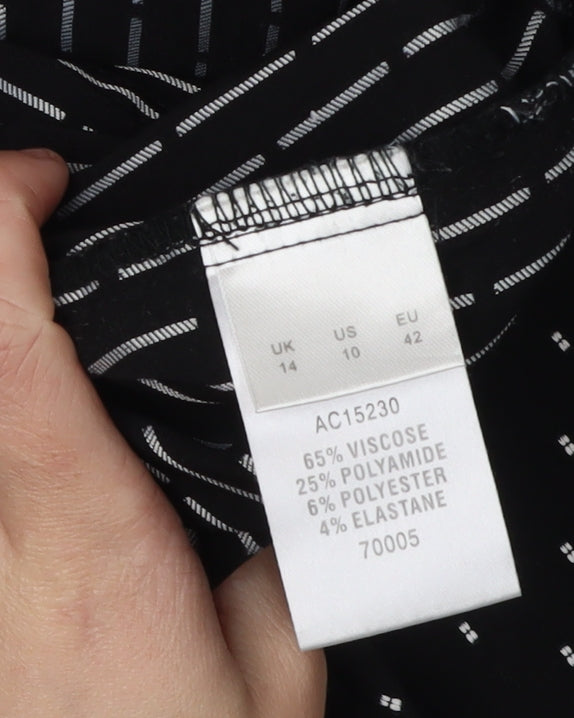 UK US EU
14 10 42
AC15230
65% VISCOSE
25% POLYAMIDE
6% POLYESTER
4% ELASTANE
70005